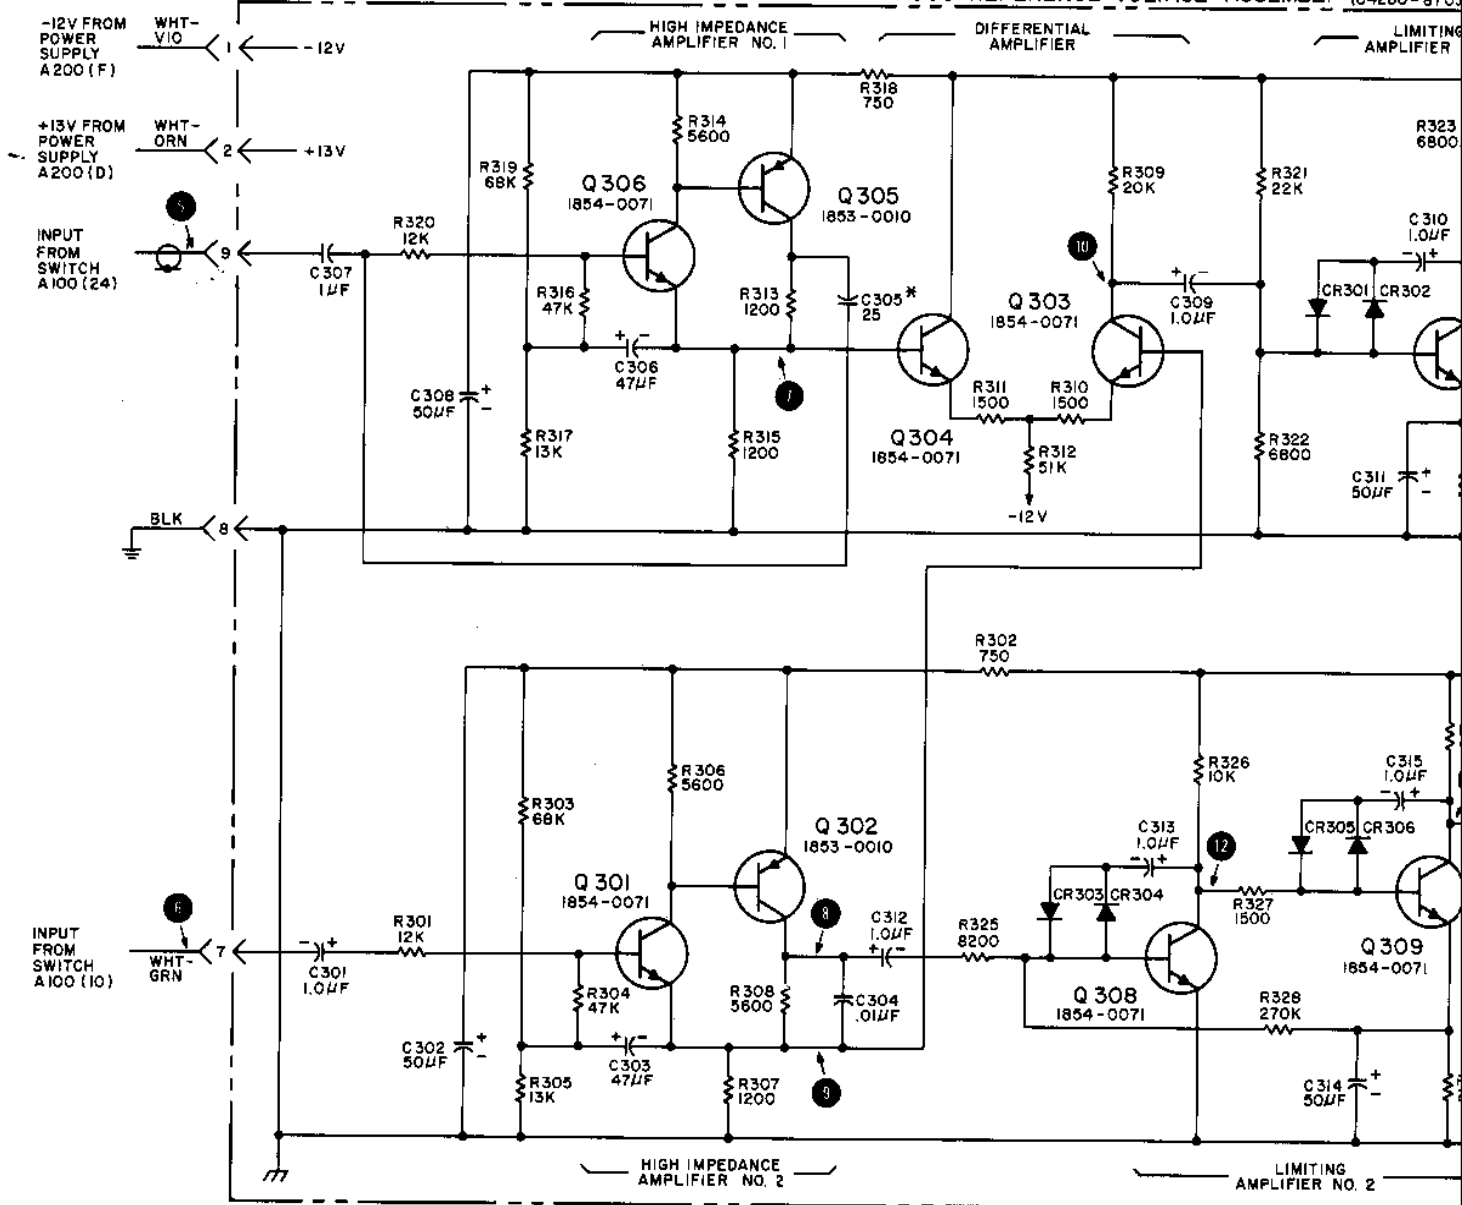 -12V FROM
POWER
SUPPLY
A200 (F)
WHT-
VIO
1
-12V
HIGH IMPEDANCE
AMPLIFIER NO. 1
DIFFERENTIAL
AMPLIFIER
LIMITING
AMPLIFIER
+13V FROM
POWER
SUPPLY
A200 (D)
WHT-
ORN
2
+13V
R318
750
R314
5600
R319
68K
Q306
1854-0071
Q305
1853-0010
R309
20K
R321
22K
R323
6800
5
INPUT
FROM
SWITCH
A100 (24)
9
C307
1µF
R320
12K
R316
47K
R313
1200
C305*
25
10
Q303
1854-0071
C309
1.0µF
C310
1.0µF
CR301
CR302
C306
47µF
7
C308
50µF
R317
13K
R315
1200
Q304
1854-0071
R311
1500
R310
1500
R312
51K
-12V
R322
6800
C311
50µF
BLK
8
R302
750
R306
5600
R303
68K
Q302
1853-0010
R326
10K
C315
1.0µF
CR305
CR306
C313
1.0µF
12
CR303
CR304
R327
1500
Q309
1854-0071
Q301
1854-0071
6
INPUT
FROM
SWITCH
A100 (10)
WHT-
GRN
7
C301
1.0µF
R301
12K
R304
47K
R308
5600
8
C304
.01µF
C312
1.0µF
R325
8200
Q308
1854-0071
R328
270K
C302
50µF
C303
47µF
R305
13K
R307
1200
9
C314
50µF
HIGH IMPEDANCE
AMPLIFIER NO. 2
LIMITING
AMPLIFIER NO. 2